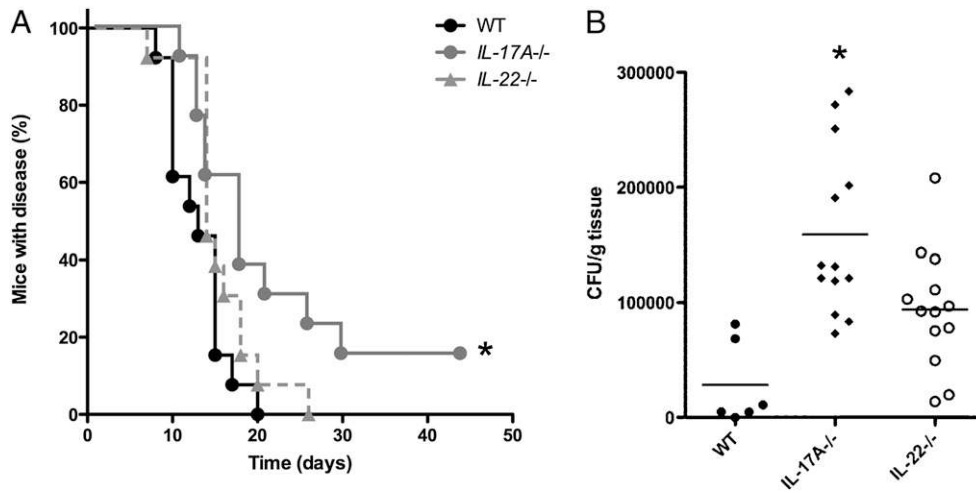 A
WT
IL-17A-/-
IL-22-/-
Mice with disease (%)
100
80
60
40
20
0
0 10 20 30 40 50
Time (days)
*
B
*
CFU/g tissue
300000
200000
100000
0
WT
IL-17A-/-
IL-22-/-